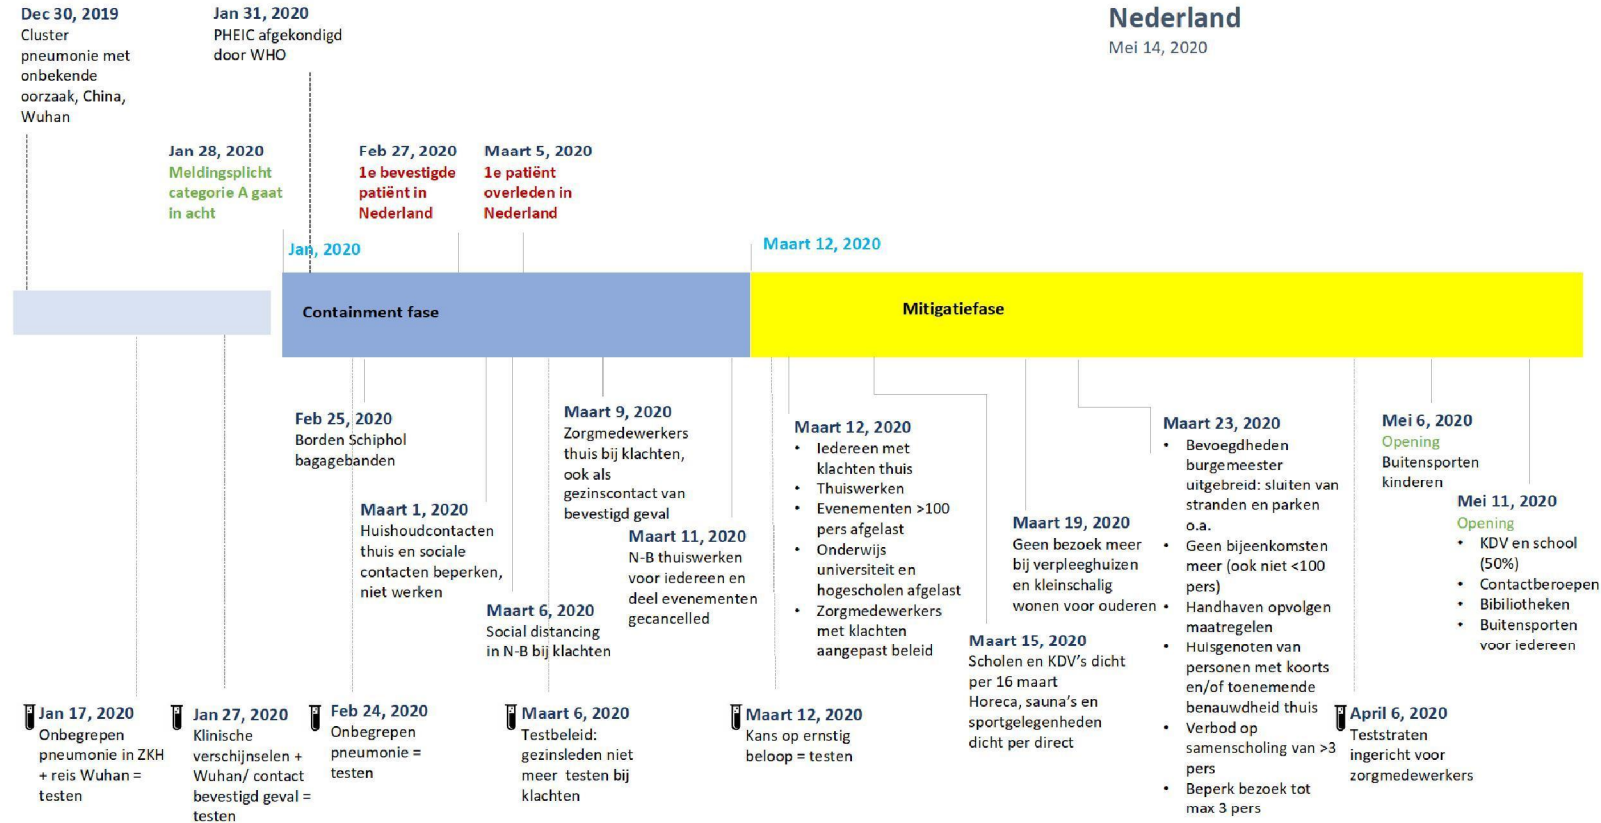 Dec 30, 2019
Cluster
pneumonie met
onbekende
oorzaak, China,
Wuhan
Jan 31, 2020
PHEIC afgekondigd
door WHO
Nederland
Mei 14, 2020
Jan 28, 2020
Meldingsplicht
categorie A gaat
in acht
Feb 27, 2020
1e bevestigde
patiënt in
Nederland
Maart 5, 2020
1e patiënt
overleden in
Nederland
Jan, 2020
Maart 12, 2020
Containment fase
Mitigatiefase
Feb 25, 2020
Borden Schiphol
bagagebanden
Maart 1, 2020
Huishoudcontacten
thuis en sociale
contacten beperken,
niet werken
Maart 6, 2020
Social distancing
in N-B bij klachten
Maart 9, 2020
Zorgmedewerkers
thuis bij klachten,
ook als
gezinscontact van
bevestigd geval
Maart 11, 2020
N-B thuiswerken
voor iedereen en
deel evenementen
gecancelled
Maart 12, 2020
• Iedereen met
klachten thuis
• Thuiswerken
• Evenementen >100
pers afgelast
• Onderwijs
universiteit en
hogescholen afgelast
• Zorgmedewerkers
met klachten
aangepast beleid
Maart 15, 2020
Scholen en KDV's dicht
per 16 maart
Horeca, sauna's en
sportgelegenheden
dicht per direct
Maart 19, 2020
Geen bezoek meer
bij verpleeghuizen
en kleinschalig
wonen voor ouderen
Maart 23, 2020
• Bevoegdheden
burgemeester
uitgebreid: sluiten van
stranden en parken
o.a.
• Geen bijeenkomsten
meer (ook niet <100
pers)
• Handhaven opvolgen
maatregelen
• Huisgenoten van
personen met koorts
en/of toenemende
benauwdheid thuis
• Verbod op
samenscholing van >3
pers
• Beperk bezoek tot
max 3 pers
Mei 6, 2020
Opening
Buitensporten
kinderen
Mei 11, 2020
Opening
• KDV en school
(50%)
• Contactberoepen
• Bibiliotheken
• Buitensporten
voor iedereen
Jan 17, 2020
Onbegrepen
pneumonie in ZKH
+ reis Wuhan =
testen
Jan 27, 2020
Klinische
verschijnselen +
Wuhan/ contact
bevestigd geval =
testen
Feb 24, 2020
Onbegrepen
pneumonie =
testen
Maart 6, 2020
Testbeleid:
gezinsleden niet
meer testen bij
klachten
Maart 12, 2020
Kans op ernstig
beloop = testen
April 6, 2020
Teststraten
ingericht voor
zorgmedewerkers